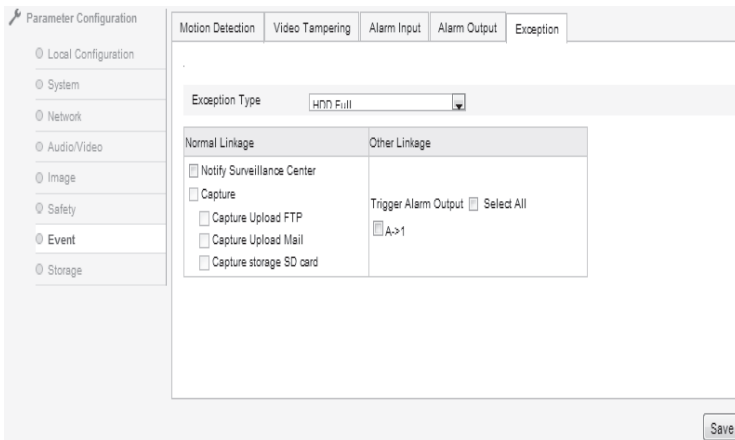 Parameter Configuration
Local Configuration
System
Network
Audio/Video
Image
Safety
Event
Storage
Motion Detection
Video Tampering
Alarm Input
Alarm Output
Exception
Exception Type
HDD Full
Normal Linkage
Other Linkage
Notify Surveillance Center
Capture
Capture Upload FTP
Capture Upload Mail
Capture storage SD card
Trigger Alarm Output
Select All
A->1
Save